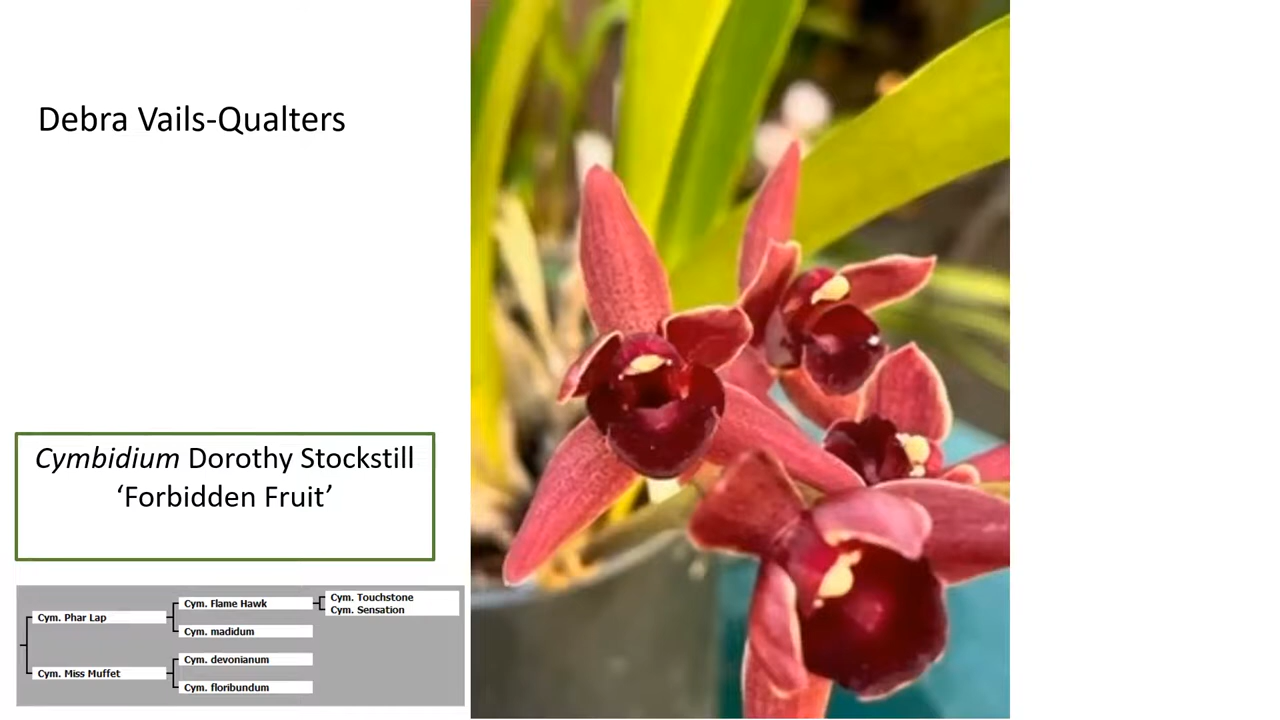 Debra Vails-Qualters
Cymbidium Dorothy Stockstill
‘Forbidden Fruit’
Cym. Phar Lap
Cym. Flame Hawk
Cym. Touchstone
Cym. Sensation
Cym. madidum
Cym. Miss Muffet
Cym. devonianum
Cym. floribundum